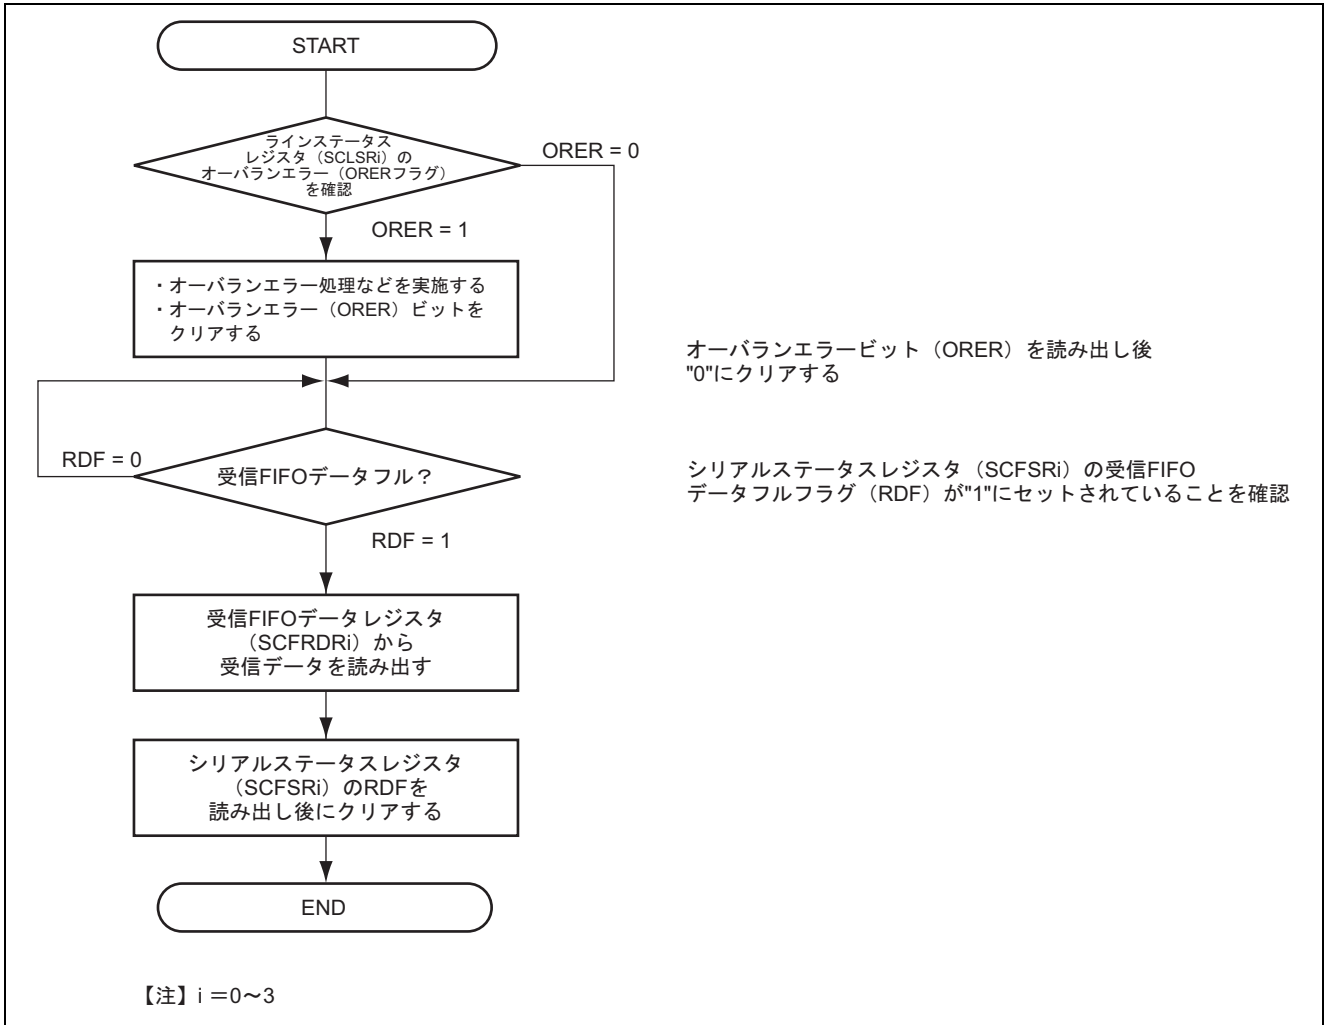 START
ラインステータス
レジスタ（SCLSRi）の
オーバランエラー（ORERフラグ）
を確認
ORER = 0
ORER = 1
・オーバランエラー処理などを実施する
・オーバランエラー（ORER）ビットを
クリアする
オーバランエラービット（ORER）を読み出し後
"0"にクリアする
RDF = 0
受信FIFOデータフル？
シリアルステータスレジスタ（SCFSRi）の受信FIFO
データフルフラグ（RDF）が"1"にセットされていることを確認
RDF = 1
受信FIFOデータレジスタ
（SCFRDRi）から
受信データを読み出す
シリアルステータスレジスタ
（SCFSRi）のRDFを
読み出し後にクリアする
END
【注】i＝0～3